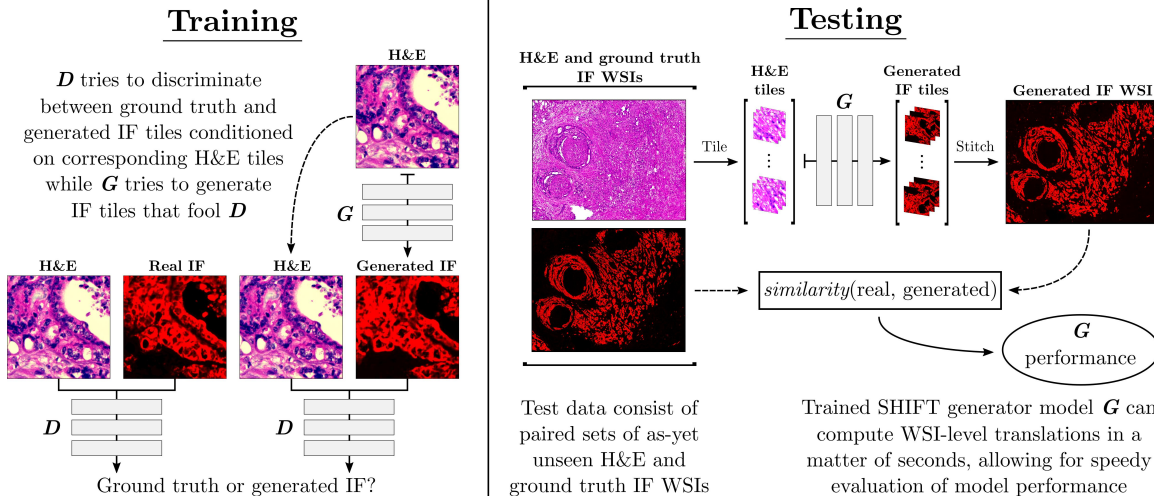 Training
D tries to discriminate
between ground truth and
generated IF tiles conditioned
on corresponding H&E tiles
while G tries to generate
IF tiles that fool D
H&E
G
H&E
Real IF
H&E
Generated IF
D
D
Ground truth or generated IF?
Testing
H&E and ground truth
IF WSIs
Tile
H&E
tiles
G
Generated
IF tiles
Stitch
Generated IF WSI
similarity(real, generated)
G
performance
Test data consist of
paired sets of as-yet
unseen H&E and
ground truth IF WSIs
Trained SHIFT generator model G can
compute WSI-level translations in a
matter of seconds, allowing for speedy
evaluation of model performance